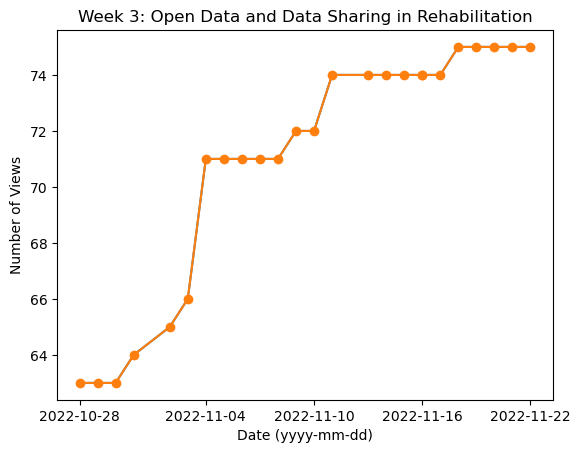 Week 3: Open Data and Data Sharing in Rehabilitation
74
72
70
68
66
64
Number of Views
2022-10-28 2022-11-04 2022-11-10 2022-11-16 2022-11-22
Date (yyyy-mm-dd)